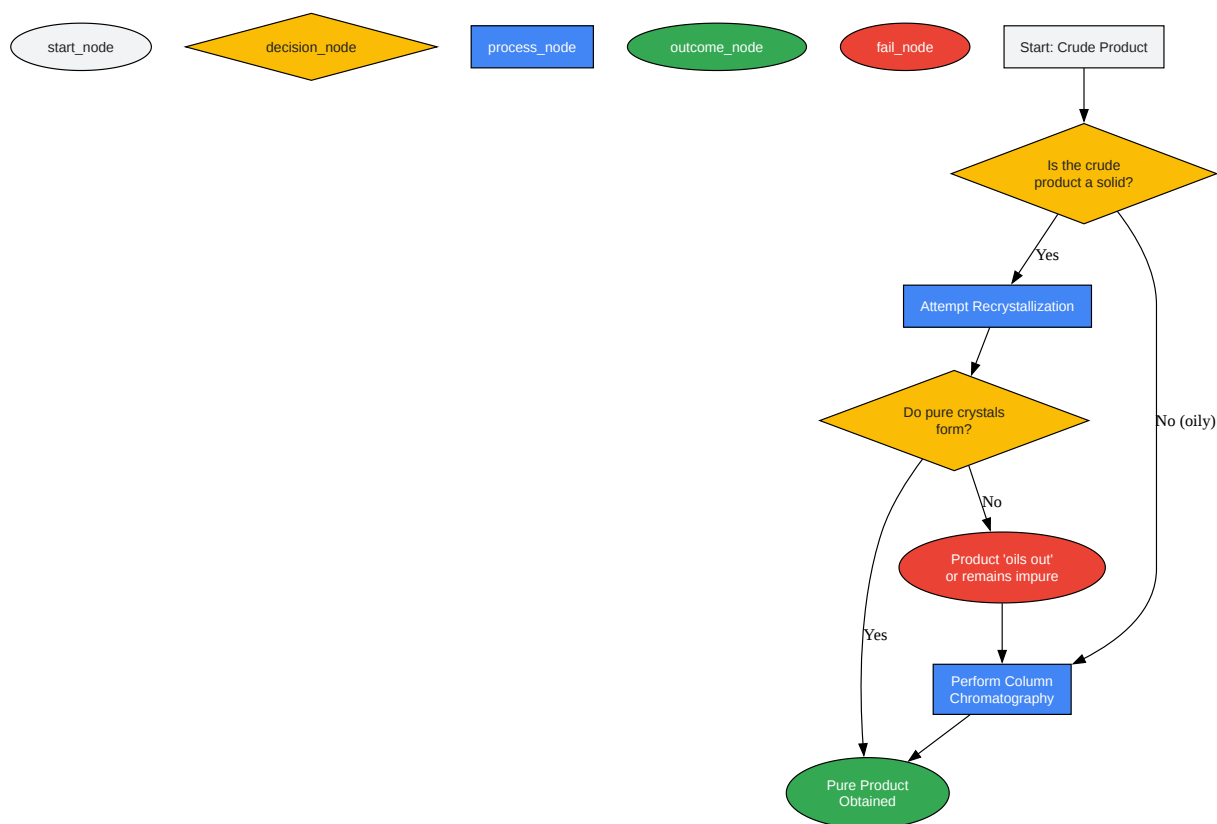 start_node
decision_node
process_node
outcome_node
fail_node
Start: Crude Product
Is the crude
product a solid?
Yes
Attempt Recrystallization
Do pure crystals
form?
No (oily)
No
Product 'oils out'
or remains impure
Yes
Perform Column
Chromatography
Pure Product
Obtained